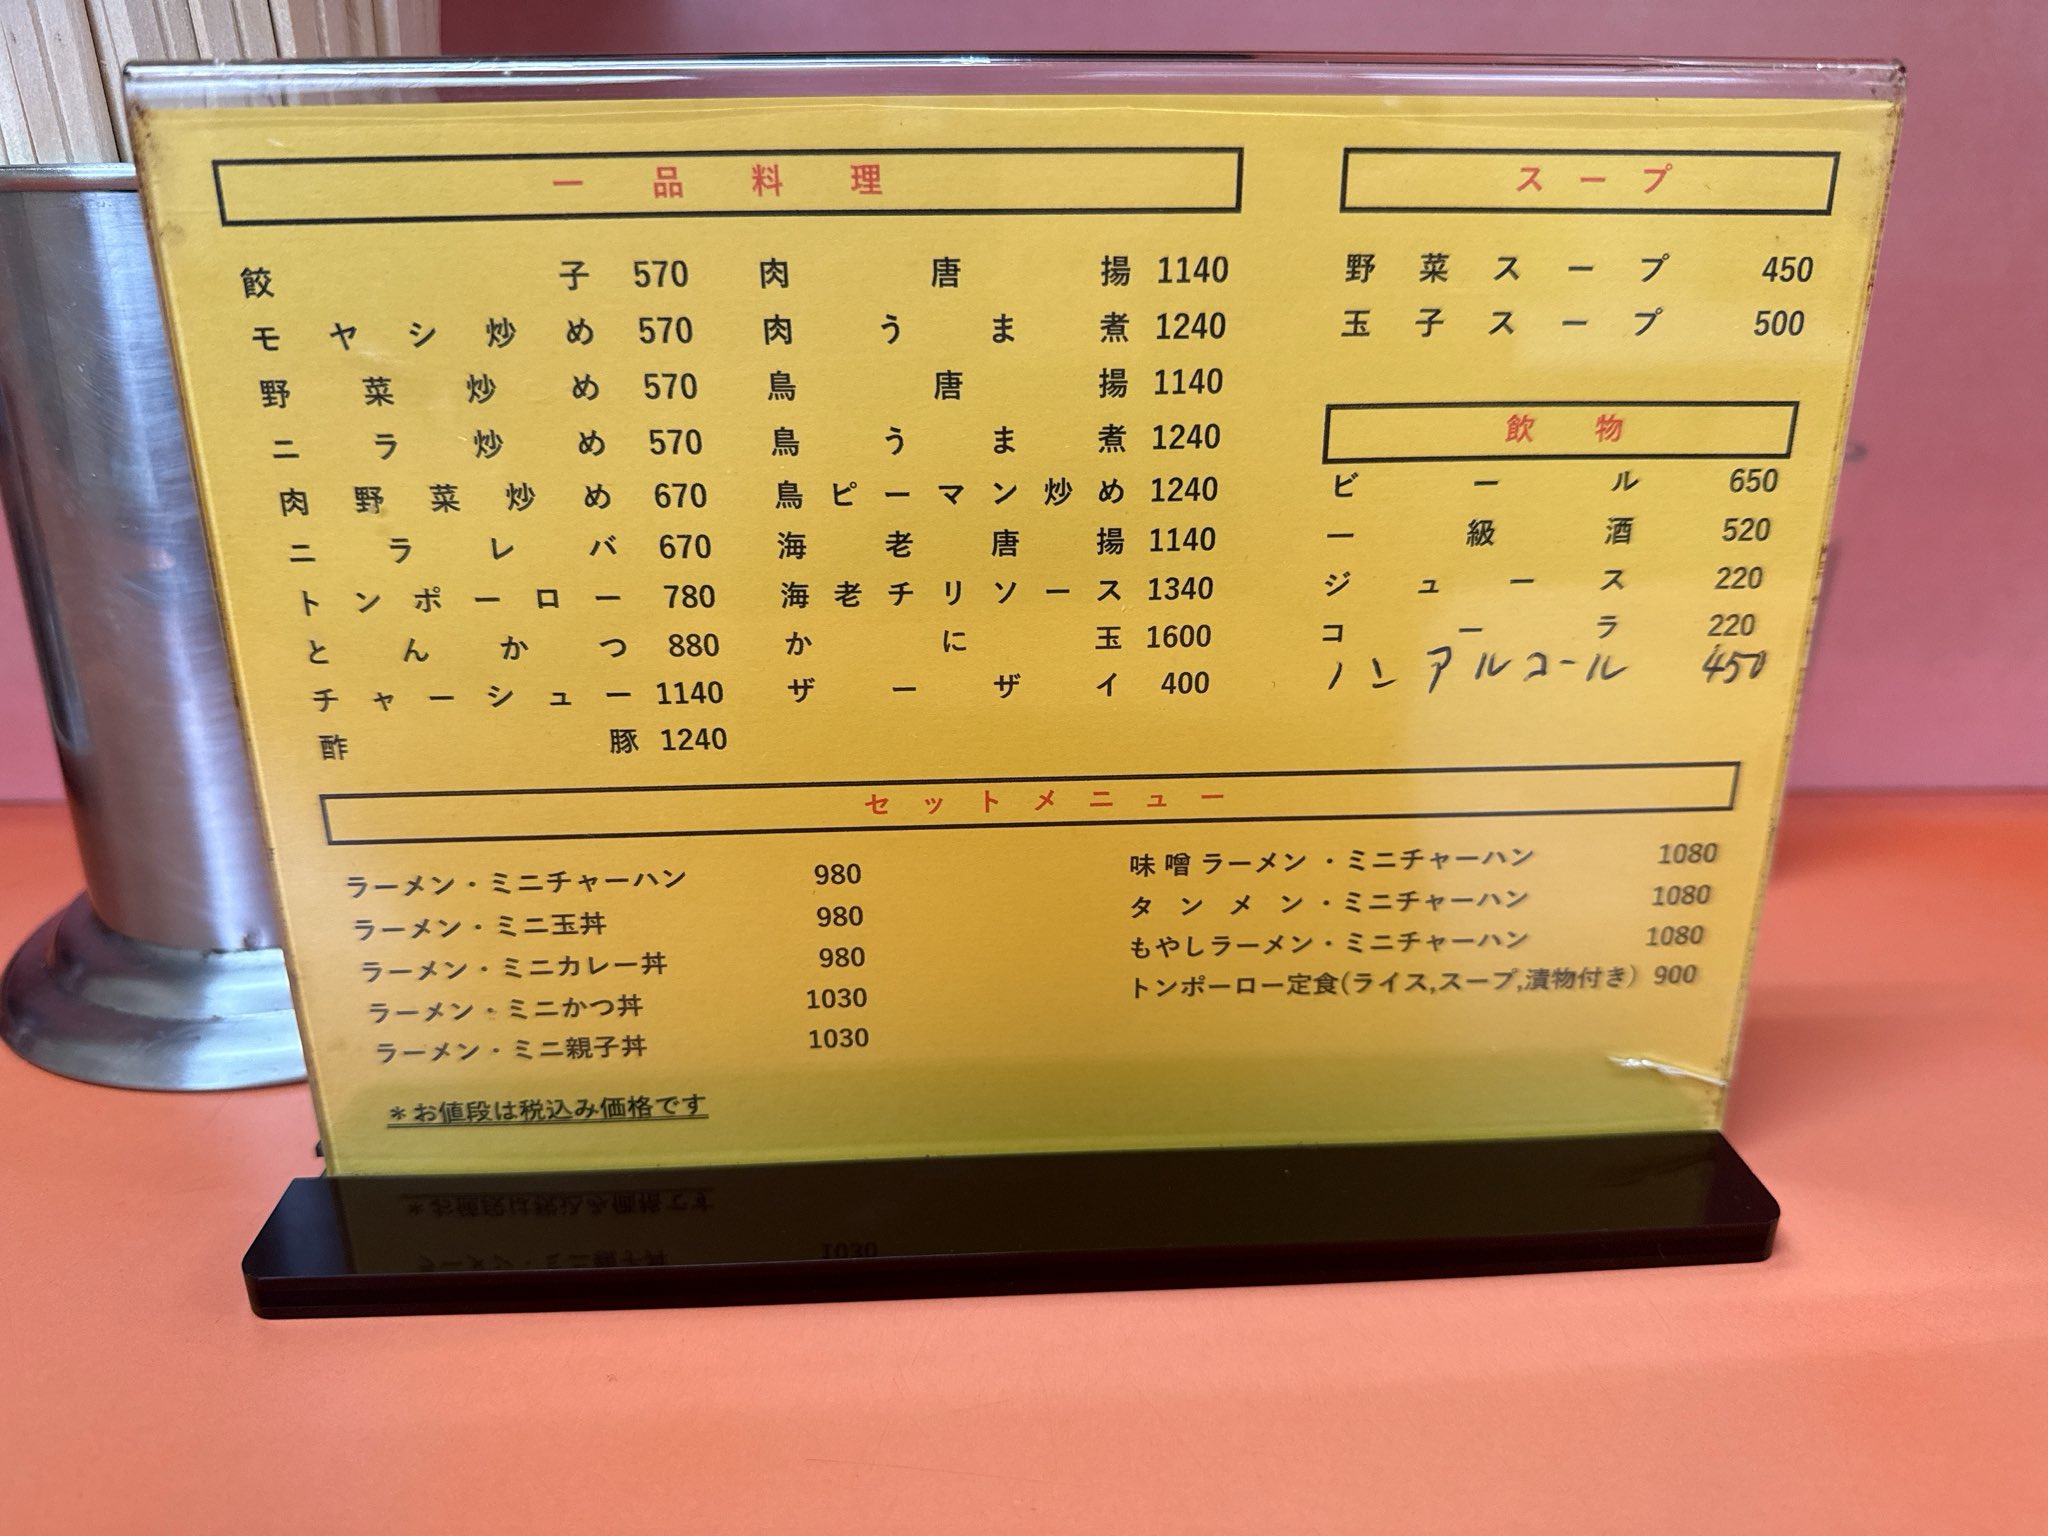 一品料理
餃子 570
モヤシ炒め 570
野菜炒め 570
ニラ炒め 570
肉野菜炒め 670
ニラレバ 670
トンポーロー 780
とんかつ 880
チャーシュー 1140
酢豚 1240
肉唐揚 1140
肉うま煮 1240
鳥唐揚 1140
鳥うま煮 1240
鳥ピーマン炒め 1240
海老唐揚 1140
海老チリソース 1340
かに玉 1600
ザーザイ 400
スープ
野菜スープ 450
玉子スープ 500
飲物
ビール 650
一級酒 520
ジュース 220
コーラ 220
ノンアルコール 450
セットメニュー
ラーメン・ミニチャーハン 980
ラーメン・ミニ玉丼 980
ラーメン・ミニカレー丼 980
ラーメン・ミニかつ丼 1030
ラーメン・ミニ親子丼 1030
味噌ラーメン・ミニチャーハン 1080
タンメン・ミニチャーハン 1080
もやしラーメン・ミニチャーハン 1080
トンポーロー定食(ライス,スープ,漬物付き) 900
*お値段は税込み価格です